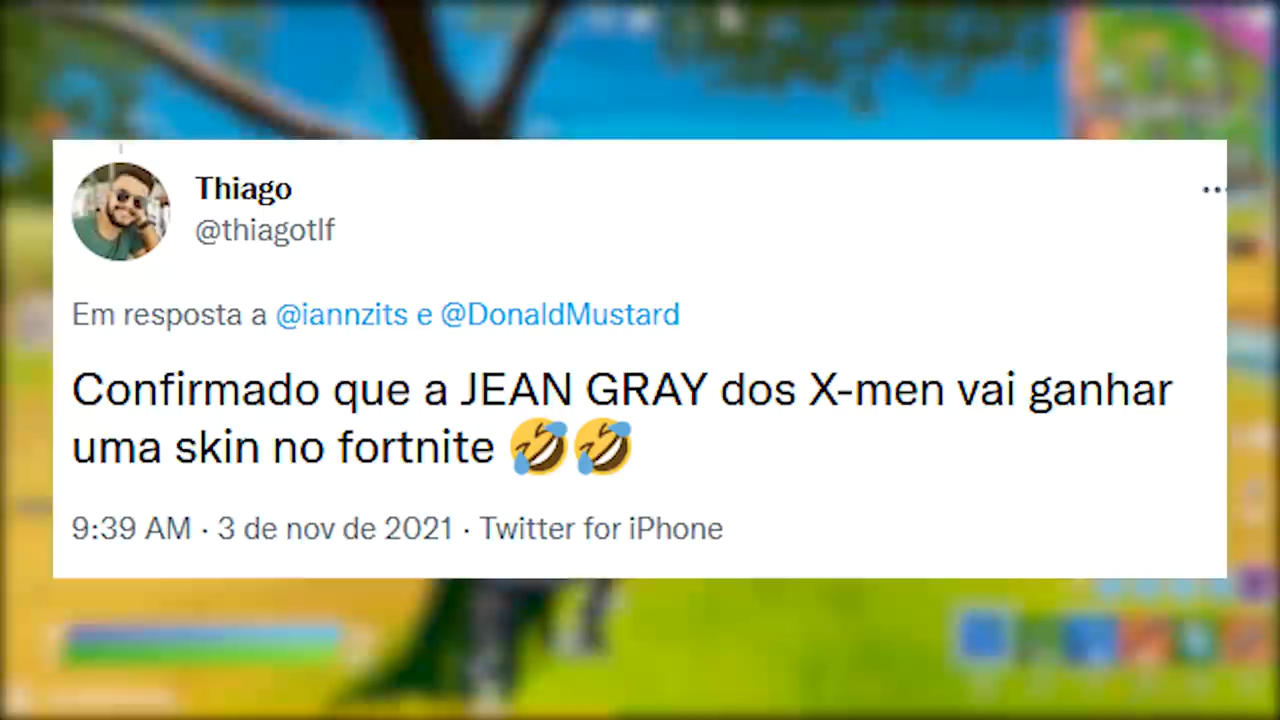 Thiago
@thiagotlf
Em resposta a @iannzits e @DonaldMustard
Confirmado que a JEAN GRAY dos X-men vai ganhar
uma skin no fortnite 🤣🤣
9:39 AM · 3 de nov de 2021 · Twitter for iPhone